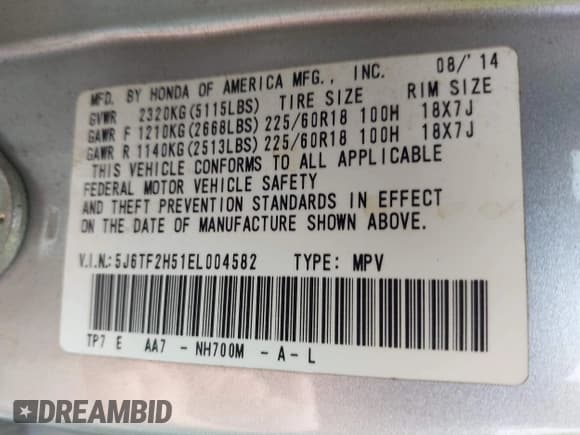 MFD. BY HONDA OF AMERICA MFG., INC. 08/'14
GVWR 2320KG(5115LBS) TIRE SIZE RIM SIZE
GAWR F 1210KG(2668LBS) 225/60R18 100H 18X7J
GAWR R 1140KG(2513LBS) 225/60R18 100H 18X7J
THIS VEHICLE CONFORMS TO ALL APPLICABLE
FEDERAL MOTOR VEHICLE SAFETY
AND THEFT PREVENTION STANDARDS IN EFFECT
ON THE DATE OF MANUFACTURE SHOWN ABOVE.
V.I.N.: 5J6TF2H51EL004582 TYPE: MPV
TP7 E AA7 - NH700M - A - L
DREAMBID